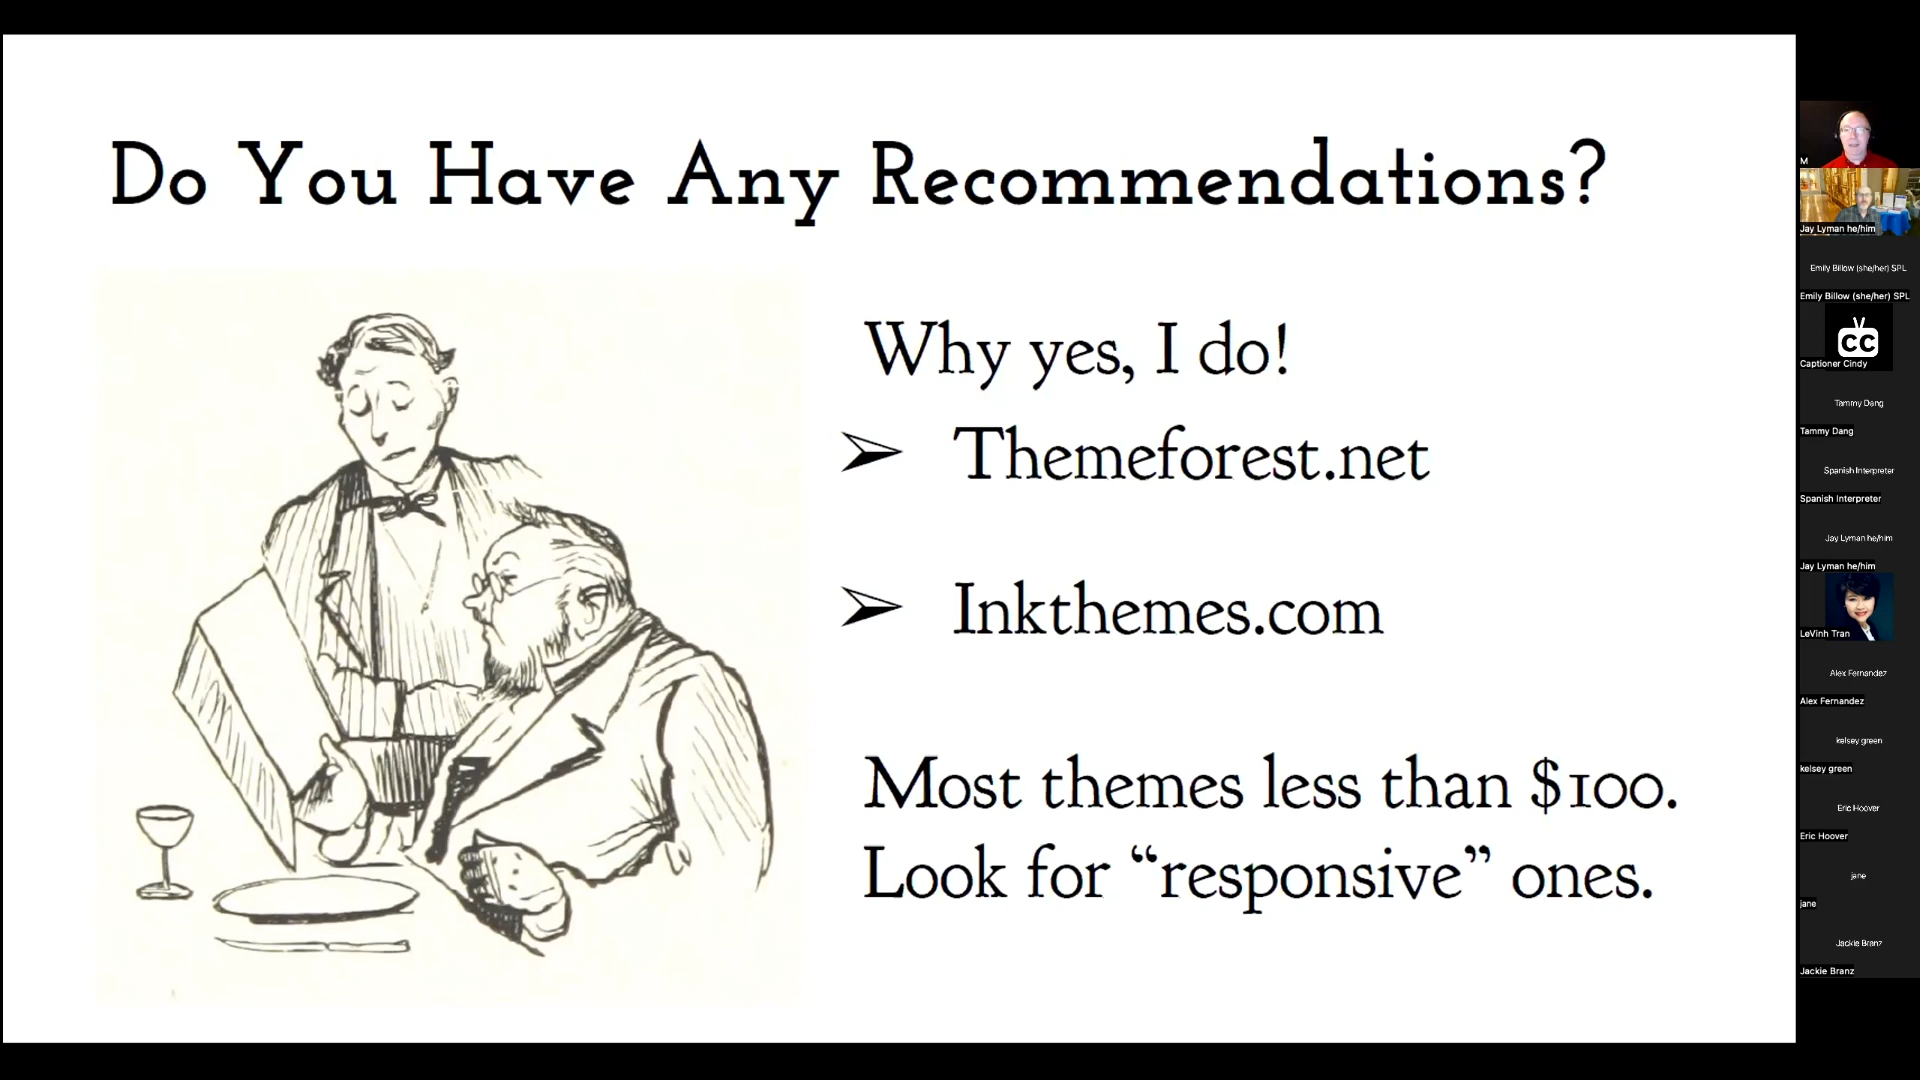 Do You Have Any Recommendations?
Why yes, I do!
➢ Themeforest.net
➢ Inkthemes.com
Most themes less than $100.
Look for “responsive” ones.
M
Jay Lyman he/him
Emily Billow (she/her) SPL
Emily Billow (she/her) SPL
CC
Captioner Cindy
Tammy Dang
Tammy Dang
Spanish Interpreter
Spanish Interpreter
Jay Lyman he/him
Jay Lyman he/him
LeVinh Tran
Alex Fernandez
Alex Fernandez
kelsey green
kelsey green
Eric Hoover
Eric Hoover
jane
jane
Jackie Branz
Jackie Branz